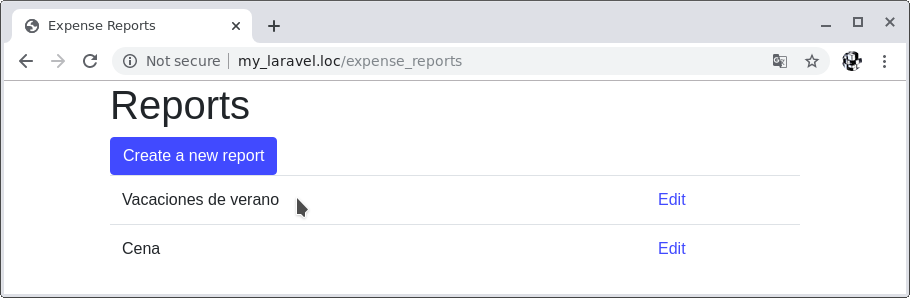 Expense Reports
Not secure my_laravel.loc/expense_reports
Reports
Create a new report
Vacaciones de verano Edit
Cena Edit